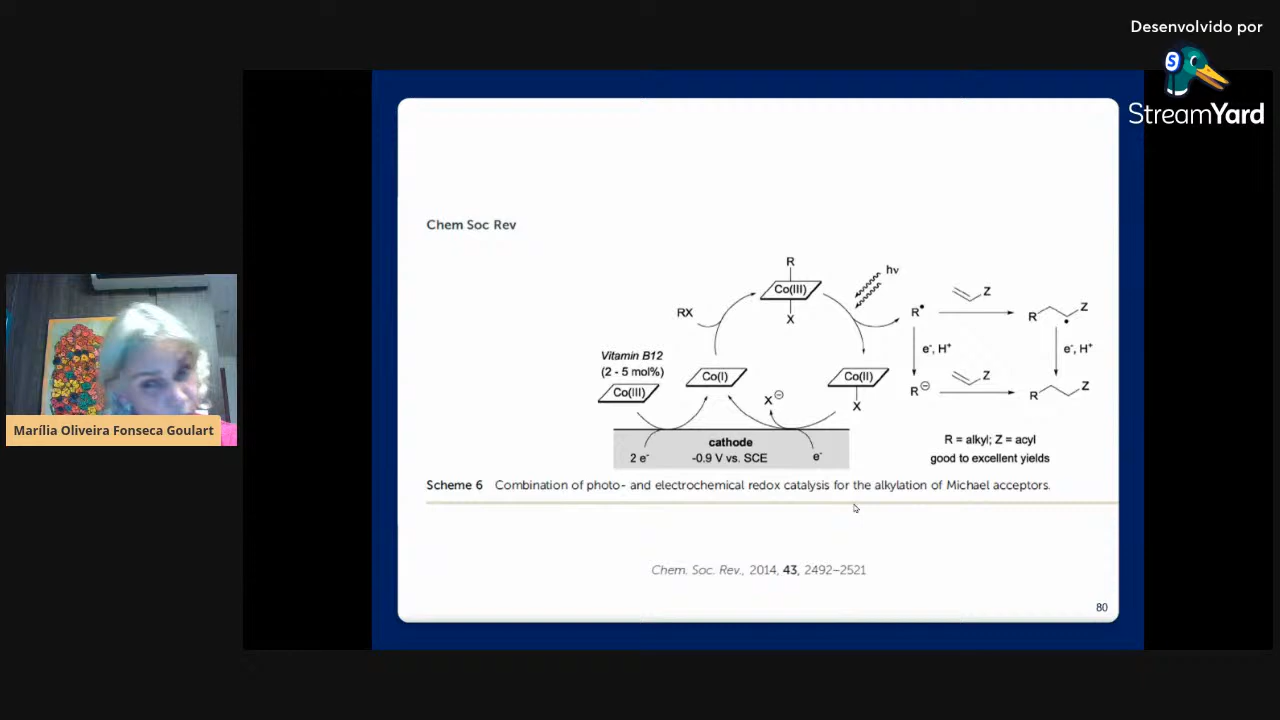 Desenvolvido por
StreamYard
Chem Soc Rev
R
Co(III)
X
hν
RX
R•
Z
R Z
•
Vitamin B12
(2 - 5 mol%)
Co(III)
Co(I)
Co(II)
X
X⊖
e-, H+
e-, H+
R⊖
Z
R Z
cathode
2 e-
-0.9 V vs. SCE
e-
R = alkyl; Z = acyl
good to excellent yields
Scheme 6 Combination of photo- and electrochemical redox catalysis for the alkylation of Michael acceptors.
Chem. Soc. Rev., 2014, 43, 2492–2521
80
Marília Oliveira Fonseca Goulart